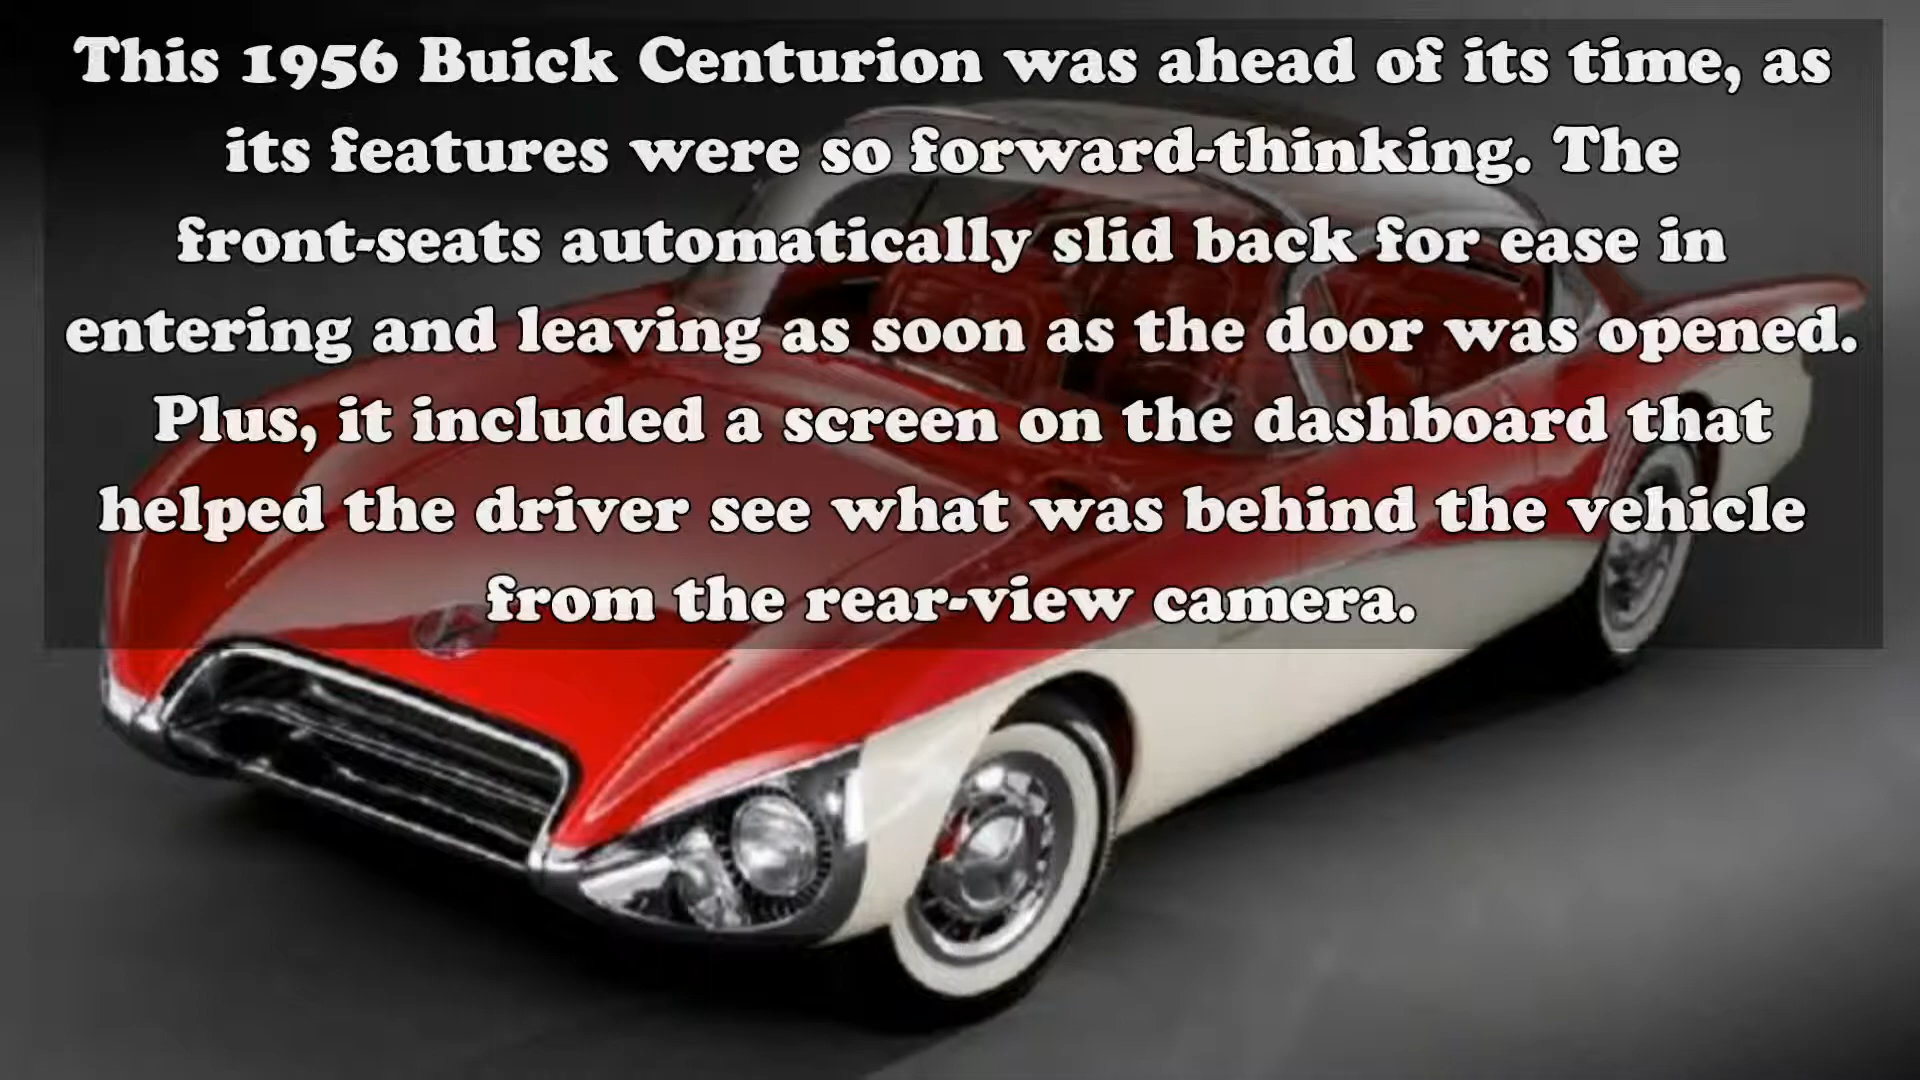 This 1956 Buick Centurion was ahead of its time, as
its features were so forward-thinking. The
front-seats automatically slid back for ease in
entering and leaving as soon as the door was opened.
Plus, it included a screen on the dashboard that
helped the driver see what was behind the vehicle
from the rear-view camera.